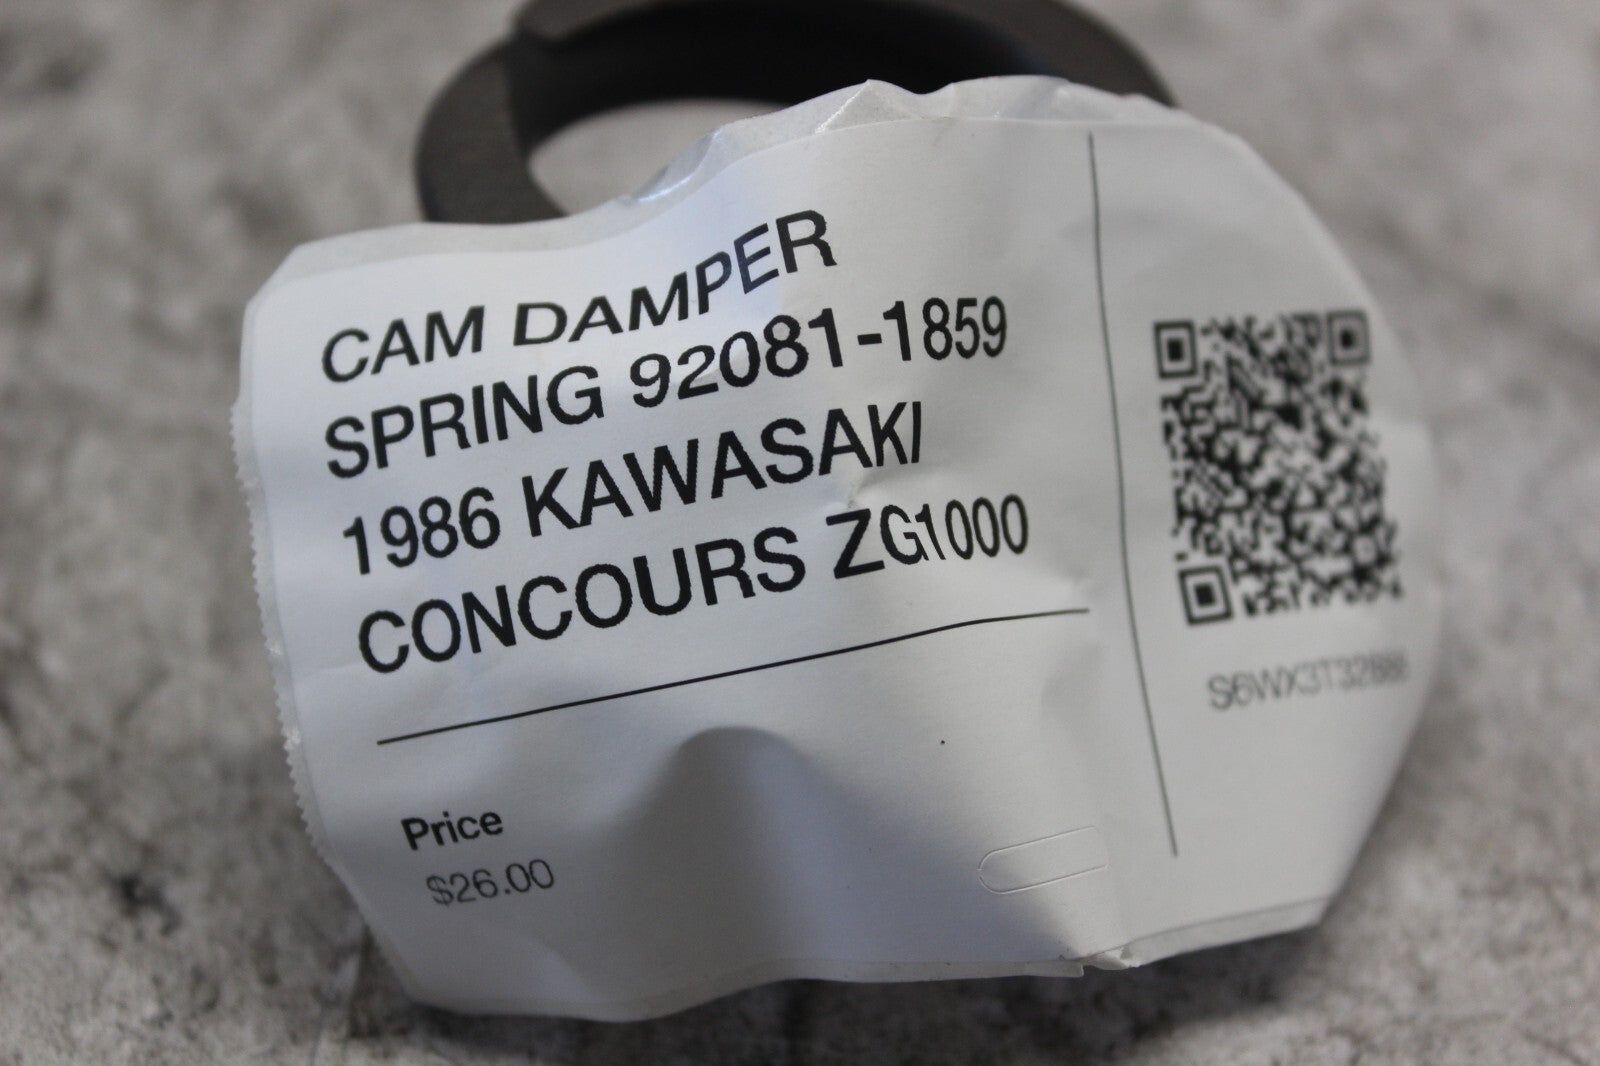 CAM DAMPER
SPRING 92081-1859
1986 KAWASAKI
CONCOURS ZG1000
Price
$26.00